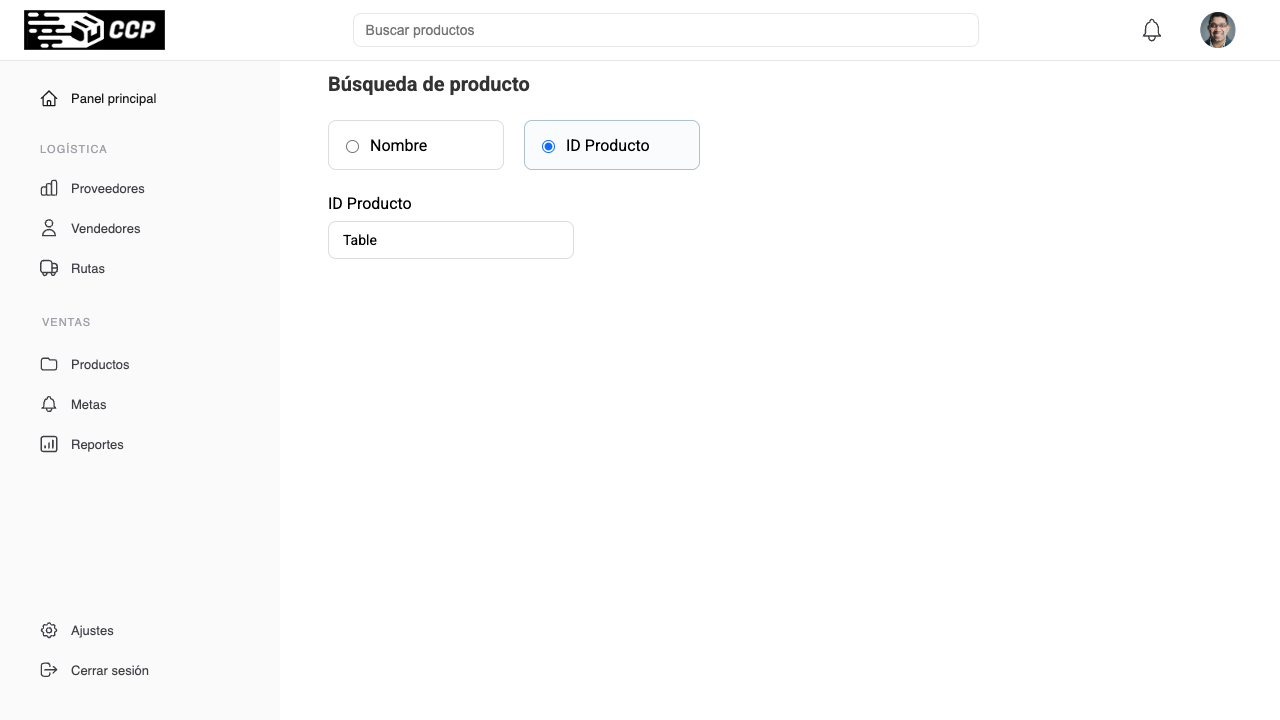 CCP
Buscar productos
Panel principal
LOGÍSTICA
Proveedores
Vendedores
Rutas
VENTAS
Productos
Metas
Reportes
Ajustes
Cerrar sesión
Búsqueda de producto
Nombre
ID Producto
ID Producto
Table